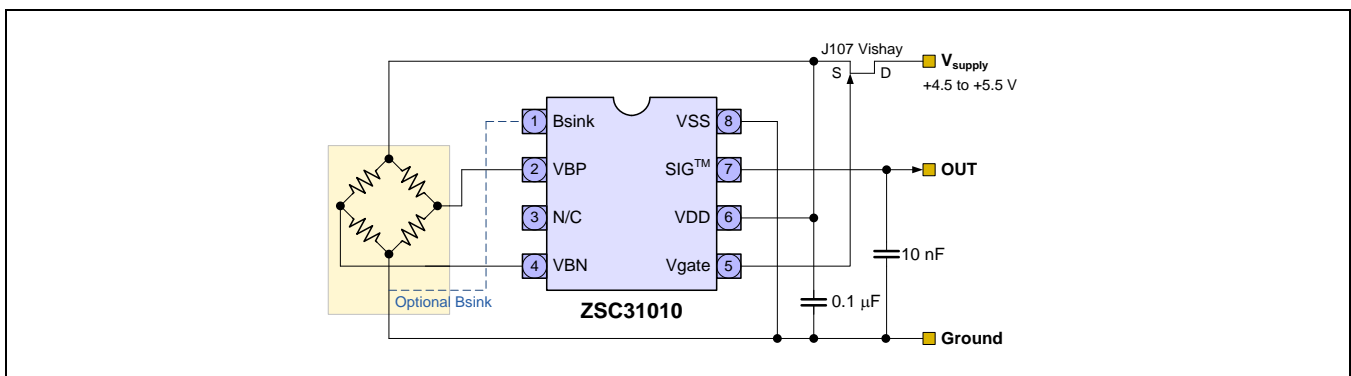 J107 Vishay
S D
Vsupply
+4.5 to +5.5 V
1 Bsink VSS 8
2 VBP SIG™ 7
OUT
3 N/C VDD 6
4 VBN Vgate 5
10 nF
Optional Bsink
0.1 μF
ZSC31010
Ground